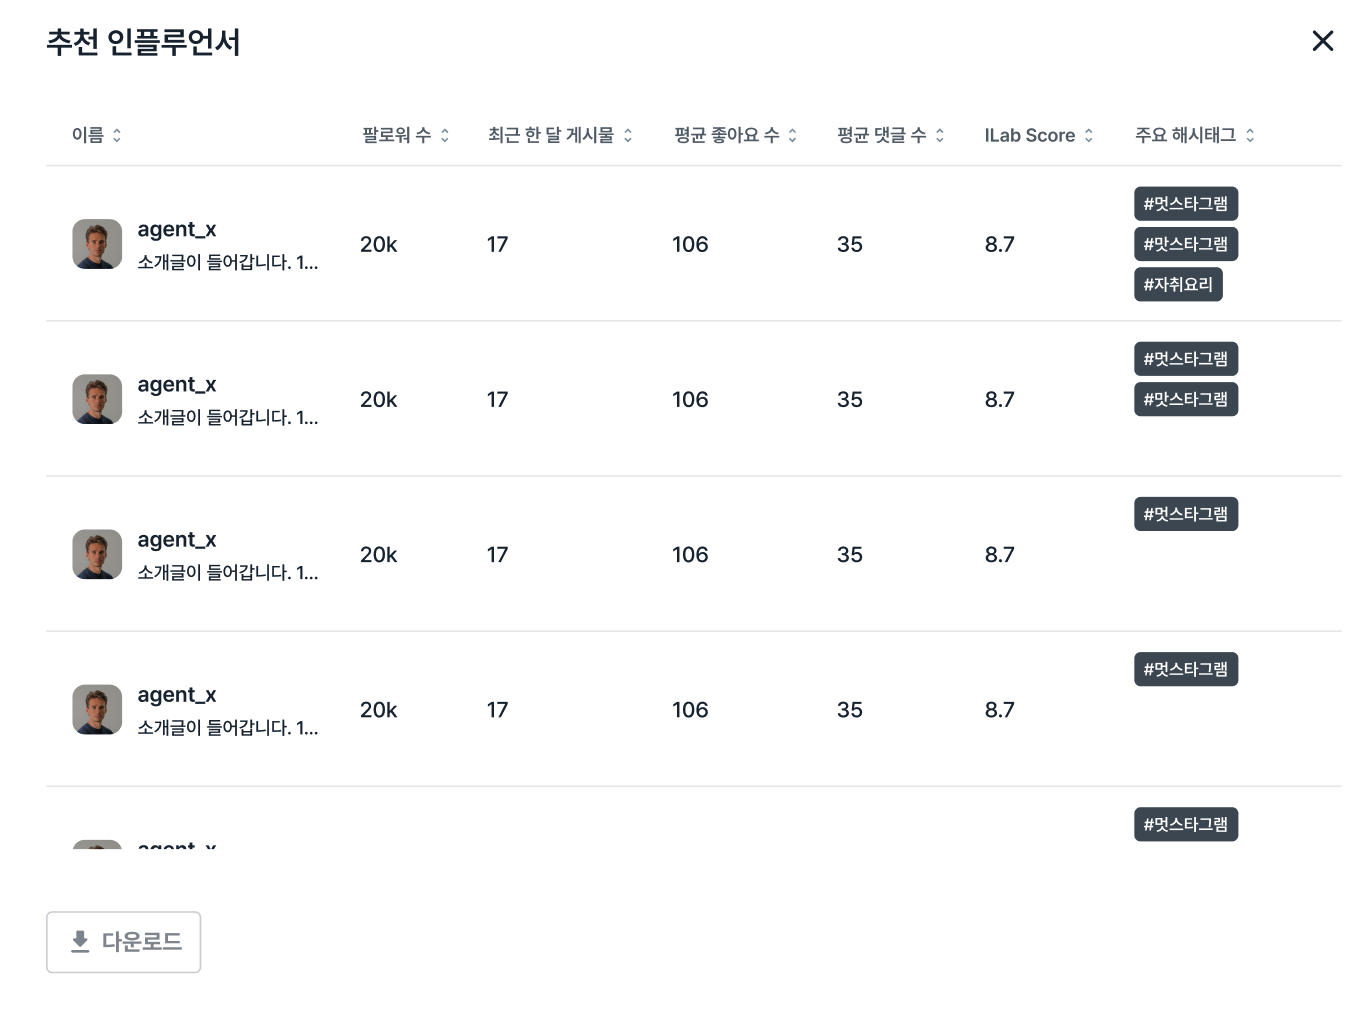 추천 인플루언서
이름 팔로워 수 최근 한 달 게시물 평균 좋아요 수 평균 댓글 수 ILab Score 주요 해시태그
agent_x
소개글이 들어갑니다. 1...
20k 17 106 35 8.7
#멋스타그램
#맛스타그램
#자취요리
agent_x
소개글이 들어갑니다. 1...
20k 17 106 35 8.7
#멋스타그램
#맛스타그램
agent_x
소개글이 들어갑니다. 1...
20k 17 106 35 8.7
#멋스타그램
agent_x
소개글이 들어갑니다. 1...
20k 17 106 35 8.7
#멋스타그램
agent_x
#멋스타그램
다운로드